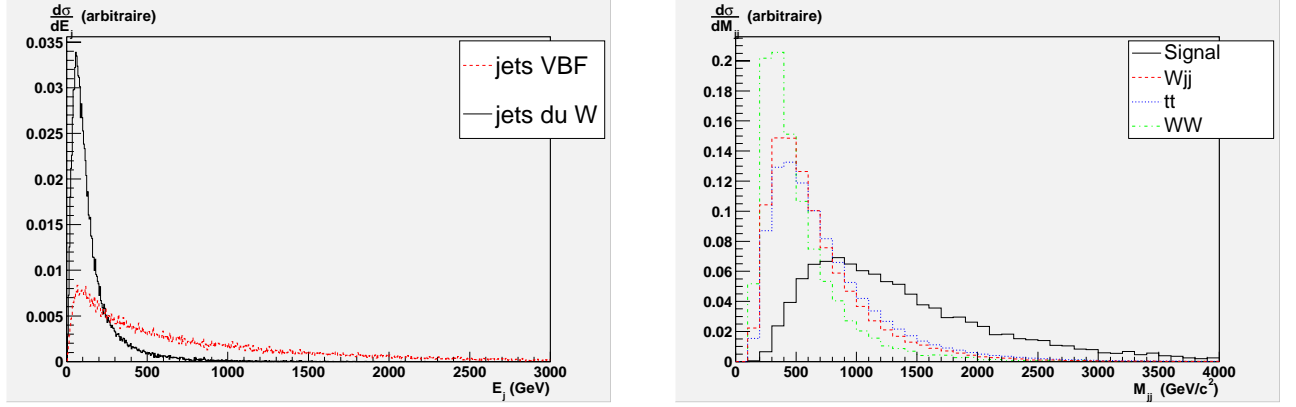 dσ
dE_j (arbitraire)
0.035
0.03
0.025
0.02
0.015
0.01
0.005
0
jets VBF
jets du W
0 500 1000 1500 2000 2500 3000
E_j (GeV)
dσ
dM_jj (arbitraire)
0.2
0.18
0.16
0.14
0.12
0.1
0.08
0.06
0.04
0.02
0
Signal
Wjj
tt
WW
0 500 1000 1500 2000 2500 3000 3500 4000
M_jj (GeV/c²)